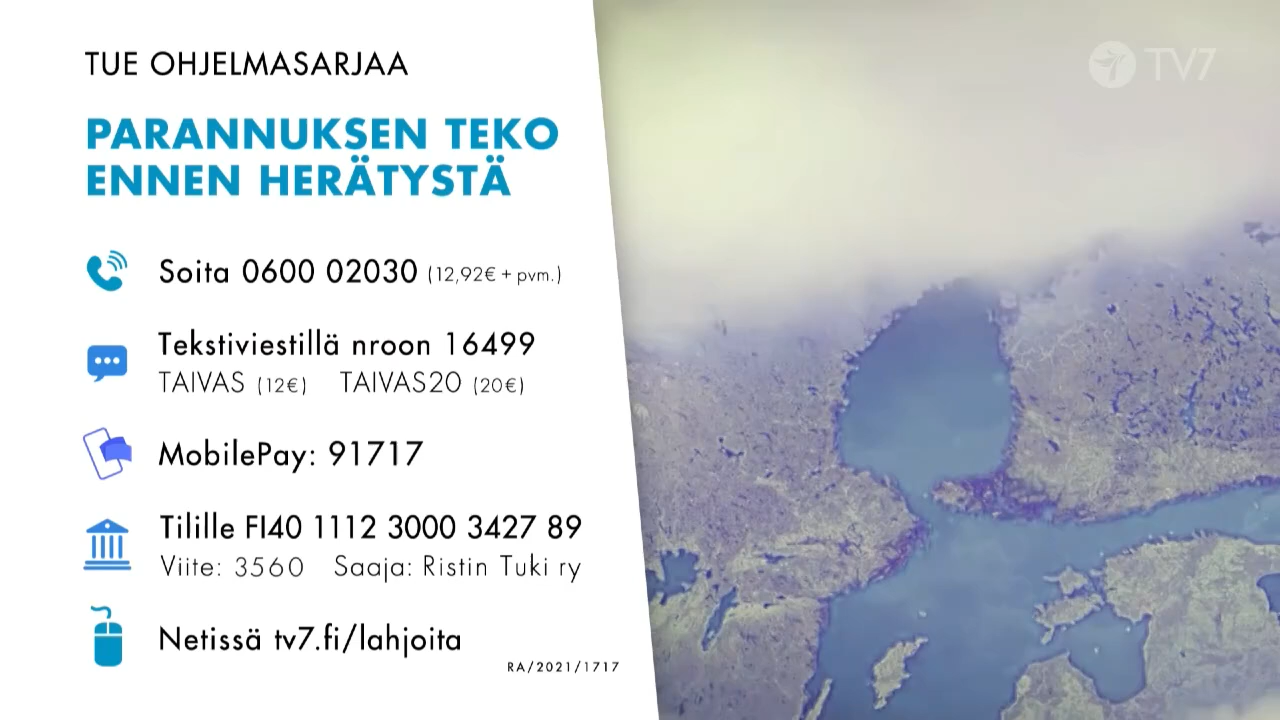 TUE OHJELMASARJAA
PARANNUKSEN TEKO
ENNEN HERÄTYSTÄ
Soita 0600 02030 (12,92€ + pvm.)
Tekstiviestillä nroon 16499
TAIVAS (12€) TAIVAS20 (20€)
MobilePay: 91717
Tilille FI40 1112 3000 3427 89
Viite: 3560 Saaja: Ristin Tuki ry
Netissä tv7.fi/lahjoita
RA/2021/1717
TV7